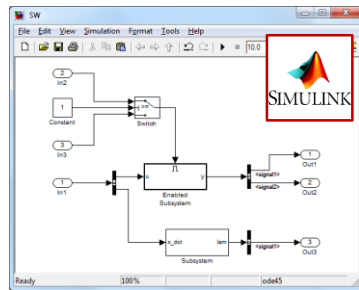 SW
File Edit View Simulation Format Tools Help
10.0
SIMULINK
2
In2
1
Constant
>=
Switch
3
In3
1
In1
u
y
Enabled
Subsystem
<signal1>
<signal2>
1
Out1
2
Out2
x_dot
lam
Subsystem
<signal1>
3
Out3
Ready 100% ode45